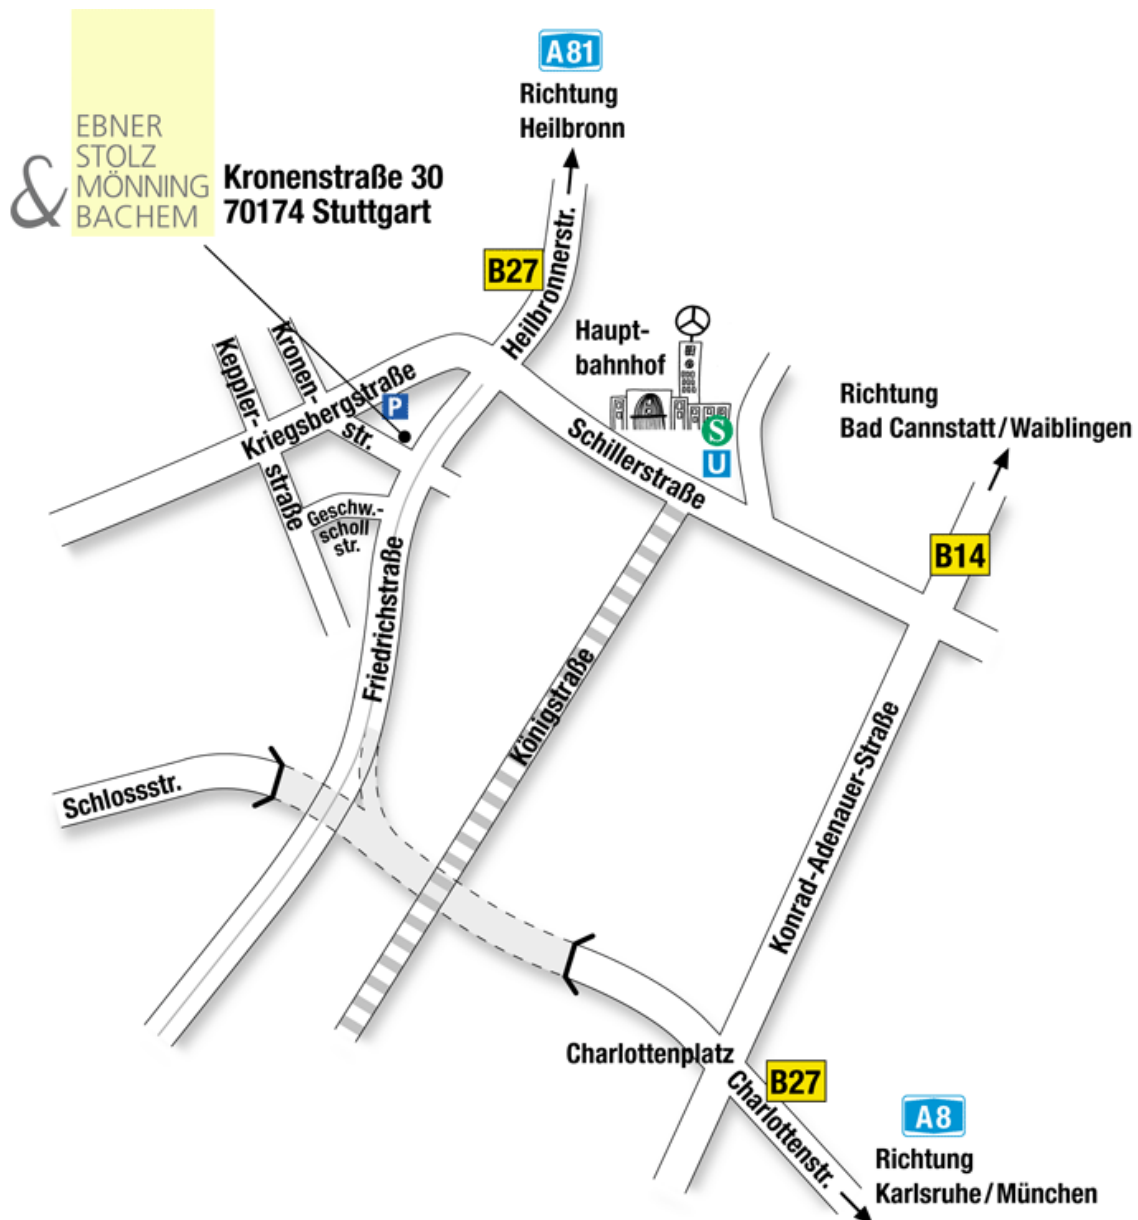 EBNER
STOLZ
& MÖNNING
BACHEM
Kronenstraße 30
70174 Stuttgart
A81
Richtung
Heilbronn
B27
Heilbronnerstr.
Haupt-
bahnhof
S
U
Richtung
Bad Cannstatt/Waiblingen
B14
Kronen-
str.
Keppler-
straße
Kriegsbergstraße
P
Schillerstraße
Geschw.-
scholl
str.
Friedrichstraße
Königstraße
Konrad-Adenauer-Straße
Schlossstr.
Charlottenplatz
B27
Charlottenstr.
A8
Richtung
Karlsruhe/München